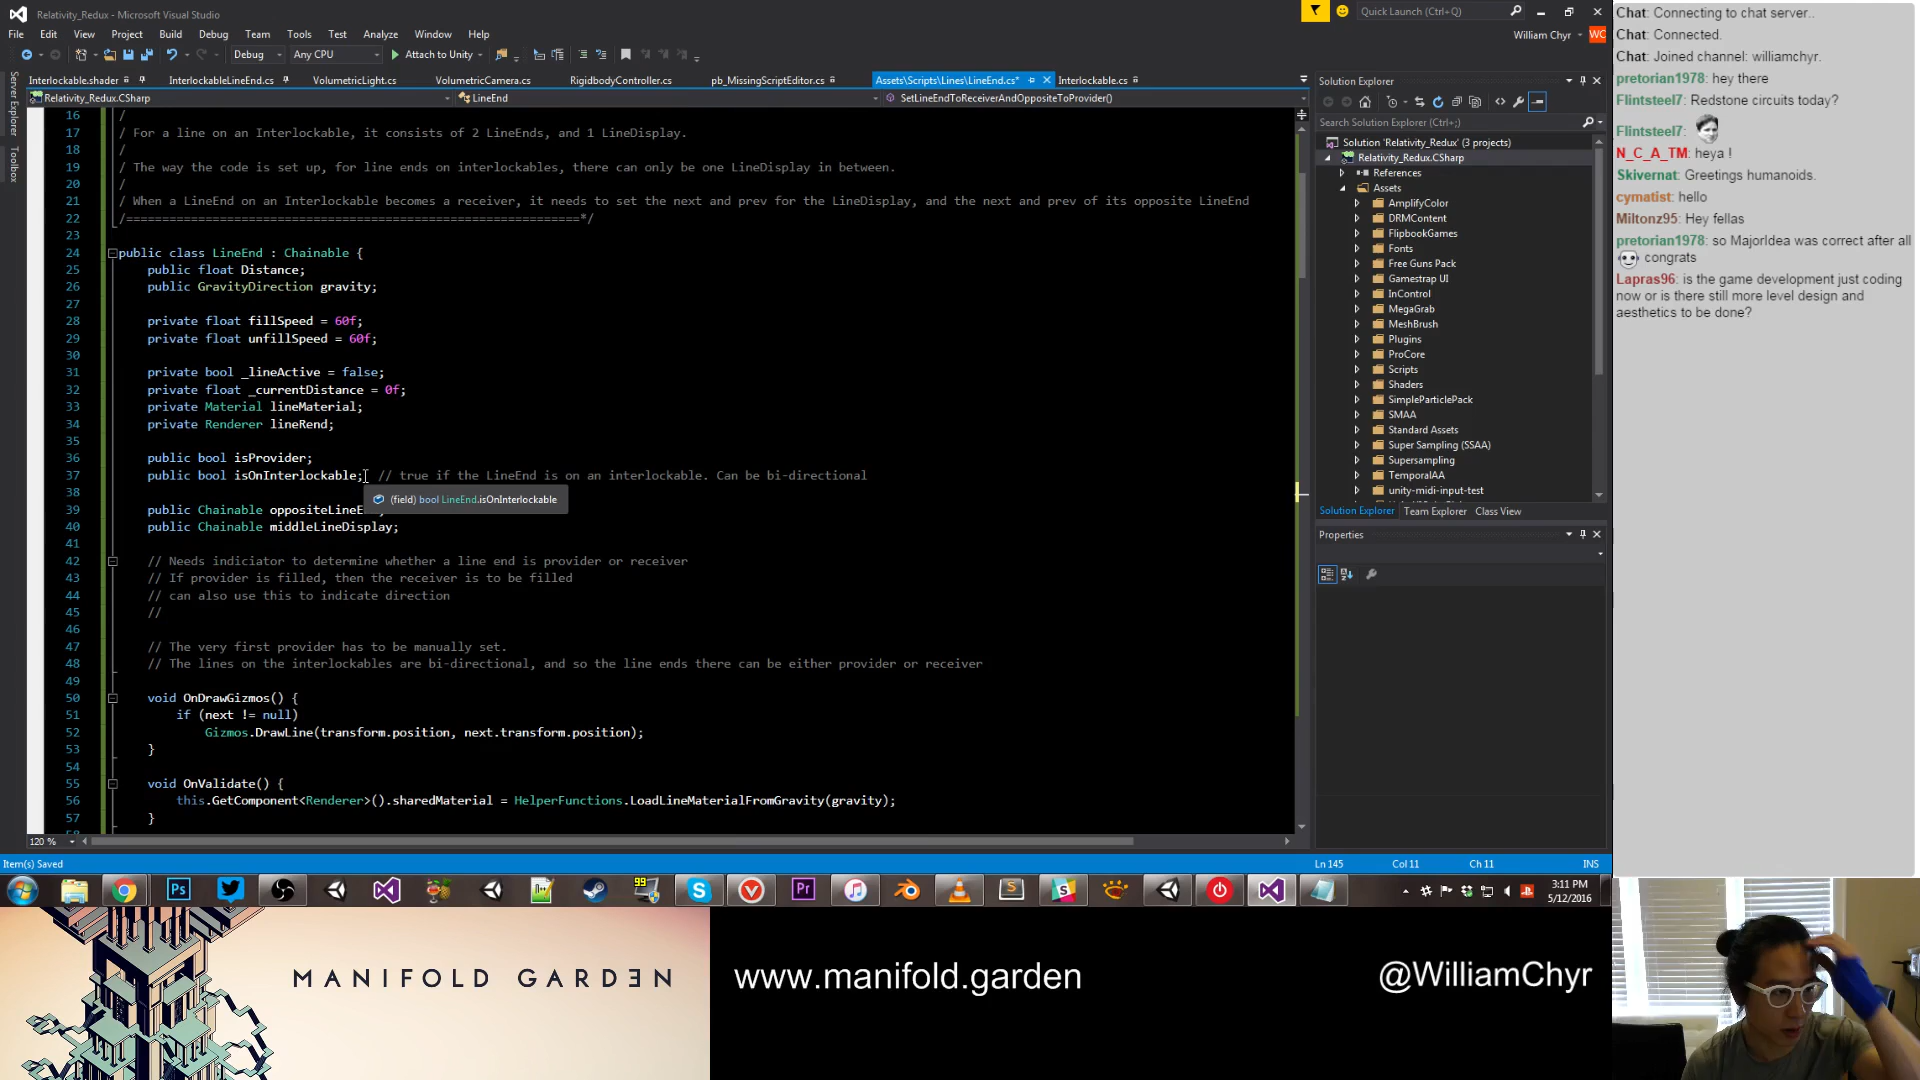 Relativity_Redux - Microsoft Visual Studio
Quick Launch (Ctrl+Q)
File Edit View Project Build Debug Team Tools Test Analyze Window Help
William Chyr WC
Debug Any CPU Attach to Unity
Server Explorer
Toolbox
Interlockable.shader InterlockableLineEnd.cs VolumetricLight.cs VolumetricCamera.cs RigidbodyController.cs pb_MissingScriptEditor.cs Assets\Scripts\Lines\LineEnd.cs* Interlockable.cs
Relativity_Redux.CSharp LineEnd SetLineEndToReceiverAndOppositeToProvider()
16 /
17 / For a line on an Interlockable, it consists of 2 LineEnds, and 1 LineDisplay.
18 /
19 / The way the code is set up, for line ends on interlockables, there can only be one LineDisplay in between.
20 /
21 / When a LineEnd on an Interlockable becomes a receiver, it needs to set the next and prev for the LineDisplay, and the next and prev of its opposite LineEnd
22 /================================================================*/
23
24 public class LineEnd : Chainable {
25 public float Distance;
26 public GravityDirection gravity;
27
28 private float fillSpeed = 60f;
29 private float unfillSpeed = 60f;
30
31 private bool _lineActive = false;
32 private float _currentDistance = 0f;
33 private Material lineMaterial;
34 private Renderer lineRend;
35
36 public bool isProvider;
37 public bool isOnInterlockable; // true if the LineEnd is on an interlockable. Can be bi-directional
38
(field) bool LineEnd.isOnInterlockable
39 public Chainable oppositeLineE
40 public Chainable middleLineDisplay;
41
42 // Needs indiciator to determine whether a line end is provider or receiver
43 // If provider is filled, then the receiver is to be filled
44 // can also use this to indicate direction
45 //
46
47 // The very first provider has to be manually set.
48 // The lines on the interlockables are bi-directional, and so the line ends there can be either provider or receiver
49
50 void OnDrawGizmos() {
51 if (next != null)
52 Gizmos.DrawLine(transform.position, next.transform.position);
53 }
54
55 void OnValidate() {
56 this.GetComponent<Renderer>().sharedMaterial = HelperFunctions.LoadLineMaterialFromGravity(gravity);
57 }
120 %
Item(s) Saved Ln 145 Col 11 Ch 11 INS
Solution Explorer
Search Solution Explorer (Ctrl+;)
Solution 'Relativity_Redux' (3 projects)
Relativity_Redux.CSharp
References
Assets
AmplifyColor
DRMContent
FlipbookGames
Fonts
Free Guns Pack
Gamestrap UI
InControl
MegaGrab
MeshBrush
Plugins
ProCore
Scripts
Shaders
SimpleParticlePack
SMAA
Standard Assets
Super Sampling (SSAA)
Supyrb
TemporalAA
unity-midi-input-test
Solution Explorer Team Explorer Class View
Properties
Chat: Connecting to chat server..
Chat: Connected.
Chat: Joined channel: williamchyr.
pretorian1978: hey there
Flintsteel7: Redstone circuits today?
Flintsteel7:
N_C_A_TM: heya !
Skivernat: Greetings humanoids.
cymatist: hello
Miltonz95: Hey fellas
pretorian1978: so MajorIdea was correct after all
congrats
Lapras96: is the game development just coding
now or is there still more level design and
aesthetics to be done?
3:11 PM
5/12/2016
MANIFOLD GARDƎN
www.manifold.garden
@WilliamChyr